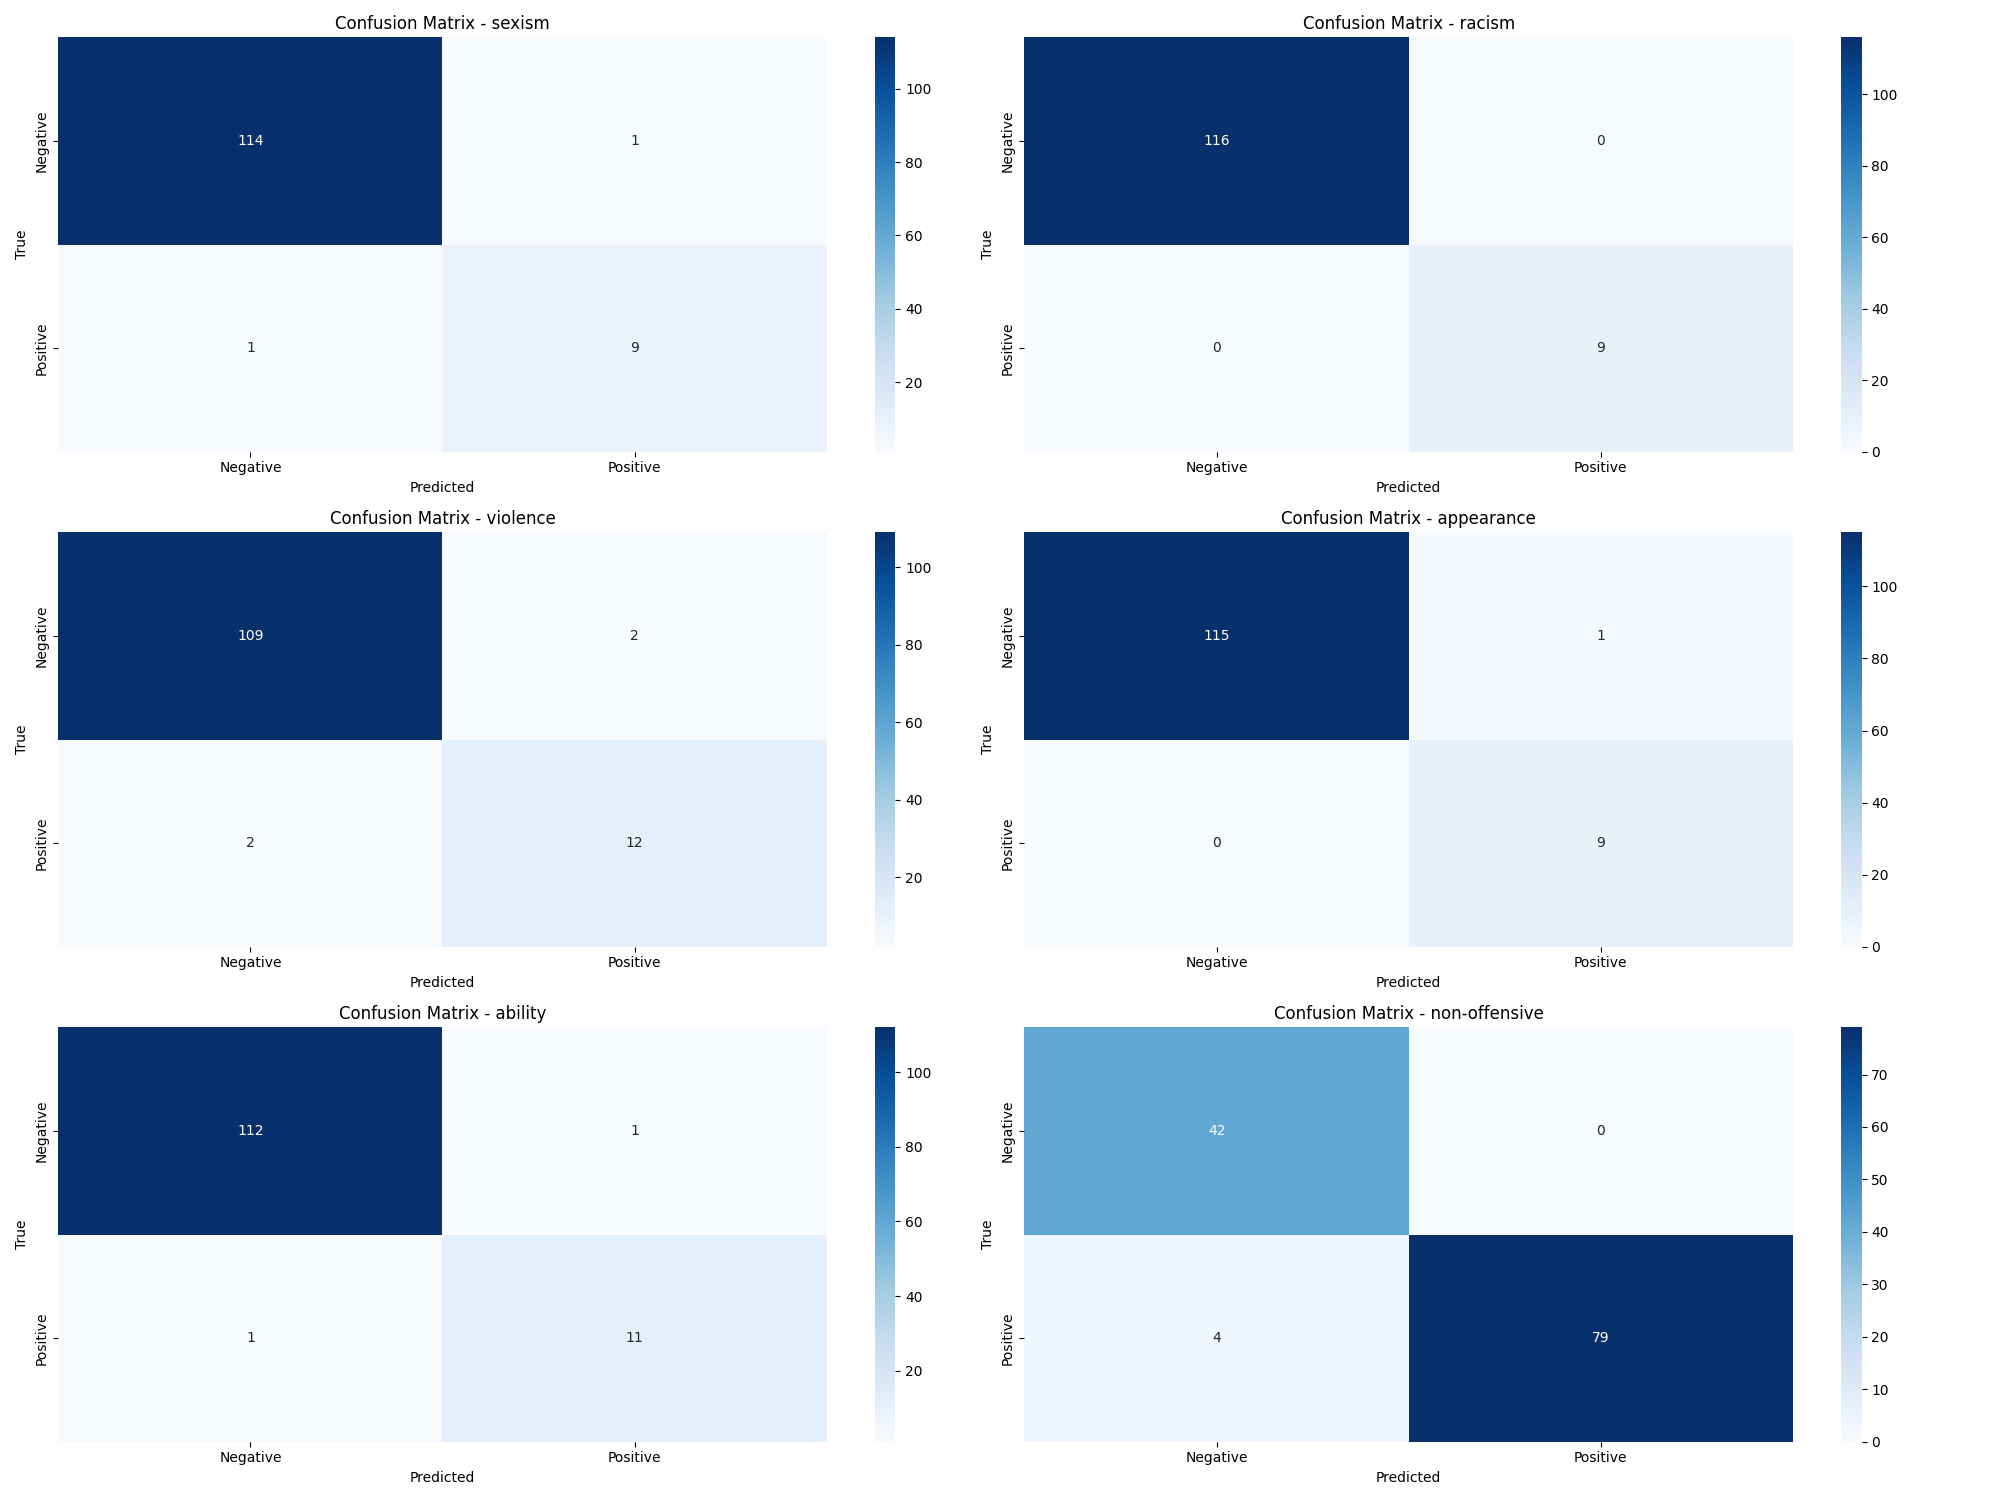 Confusion Matrix - sexism
Negative
Positive
True
114
1
1
9
Negative
Positive
Predicted
100
80
60
40
20
Confusion Matrix - racism
Negative
Positive
True
116
0
0
9
Negative
Positive
Predicted
100
80
60
40
20
0
Confusion Matrix - violence
Negative
Positive
True
109
2
2
12
Negative
Positive
Predicted
100
80
60
40
20
Confusion Matrix - appearance
Negative
Positive
True
115
1
0
9
Negative
Positive
Predicted
100
80
60
40
20
0
Confusion Matrix - ability
Negative
Positive
True
112
1
1
11
Negative
Positive
Predicted
100
80
60
40
20
Confusion Matrix - non-offensive
Negative
Positive
True
42
0
4
79
Negative
Positive
Predicted
70
60
50
40
30
20
10
0